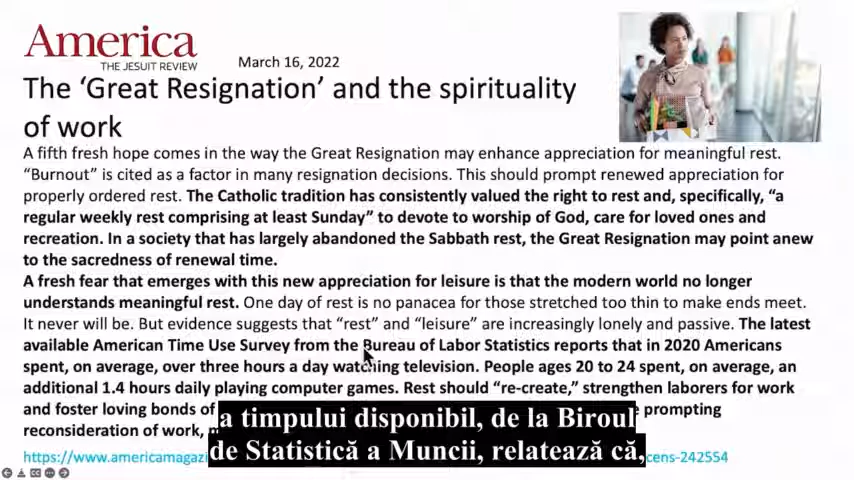 America
THE JESUIT REVIEW
March 16, 2022
The ‘Great Resignation’ and the spirituality
of work
A fifth fresh hope comes in the way the Great Resignation may enhance appreciation for meaningful rest.
“Burnout” is cited as a factor in many resignation decisions. This should prompt renewed appreciation for
properly ordered rest. The Catholic tradition has consistently valued the right to rest and, specifically, “a
regular weekly rest comprising at least Sunday” to devote to worship of God, care for loved ones and
recreation. In a society that has largely abandoned the Sabbath rest, the Great Resignation may point anew
to the sacredness of renewal time.
A fresh fear that emerges with this new appreciation for leisure is that the modern world no longer
understands meaningful rest. One day of rest is no panacea for those stretched too thin to make ends meet.
It never will be. But evidence suggests that “rest” and “leisure” are increasingly lonely and passive. The latest
available American Time Use Survey from the Bureau of Labor Statistics reports that in 2020 Americans
spent, on average, over three hours a day watching television. People ages 20 to 24 spent, on average, an
additional 1.4 hours daily playing computer games. Rest should “re-create,” strengthen laborers for work
and foster loving bonds of prompting
reconsideration of work,
https://www.americamagazi cens-242554
a timpului disponibil, de la Biroul
de Statistică a Muncii, relatează că,